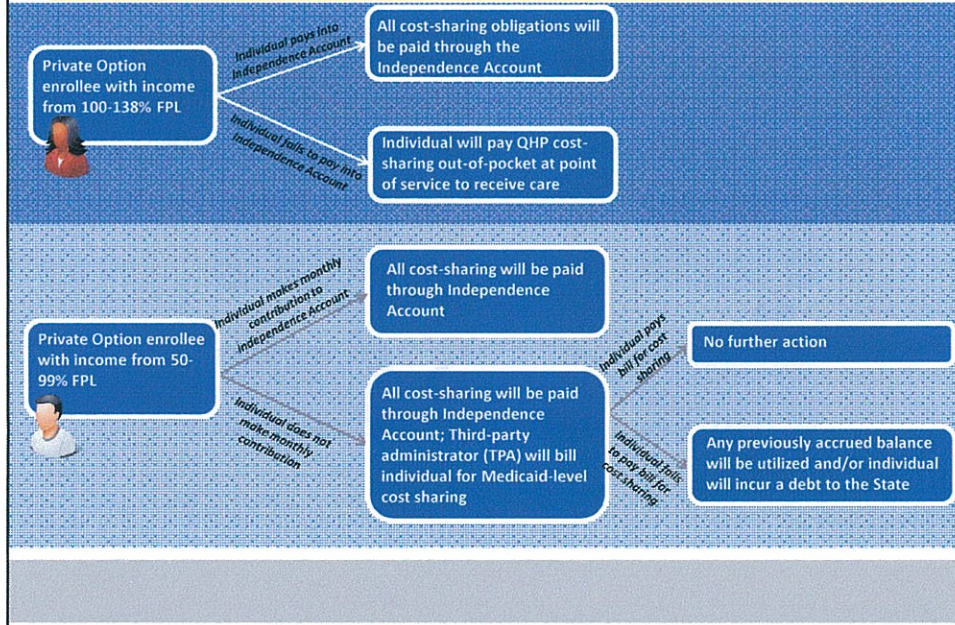 Private Option
enrollee with income
from 100-138% FPL
Individual pays into
Independence Account
All cost-sharing obligations will
be paid through the
Independence Account
Individual fails to pay into
Independence Account
Individual will pay QHP cost-
sharing out-of-pocket at point
of service to receive care
Private Option enrollee
with income from 50-
99% FPL
Individual makes monthly
contribution to
Independence Account
All cost-sharing will be paid
through Independence
Account
Individual does not
make monthly
contribution
All cost-sharing will be paid
through Independence
Account; Third-party
administrator (TPA) will bill
individual for Medicaid-level
cost sharing
Individual pays
bill for cost
sharing
No further action
Individual fails
to pay bill for
cost sharing
Any previously accrued balance
will be utilized and/or individual
will incur a debt to the State